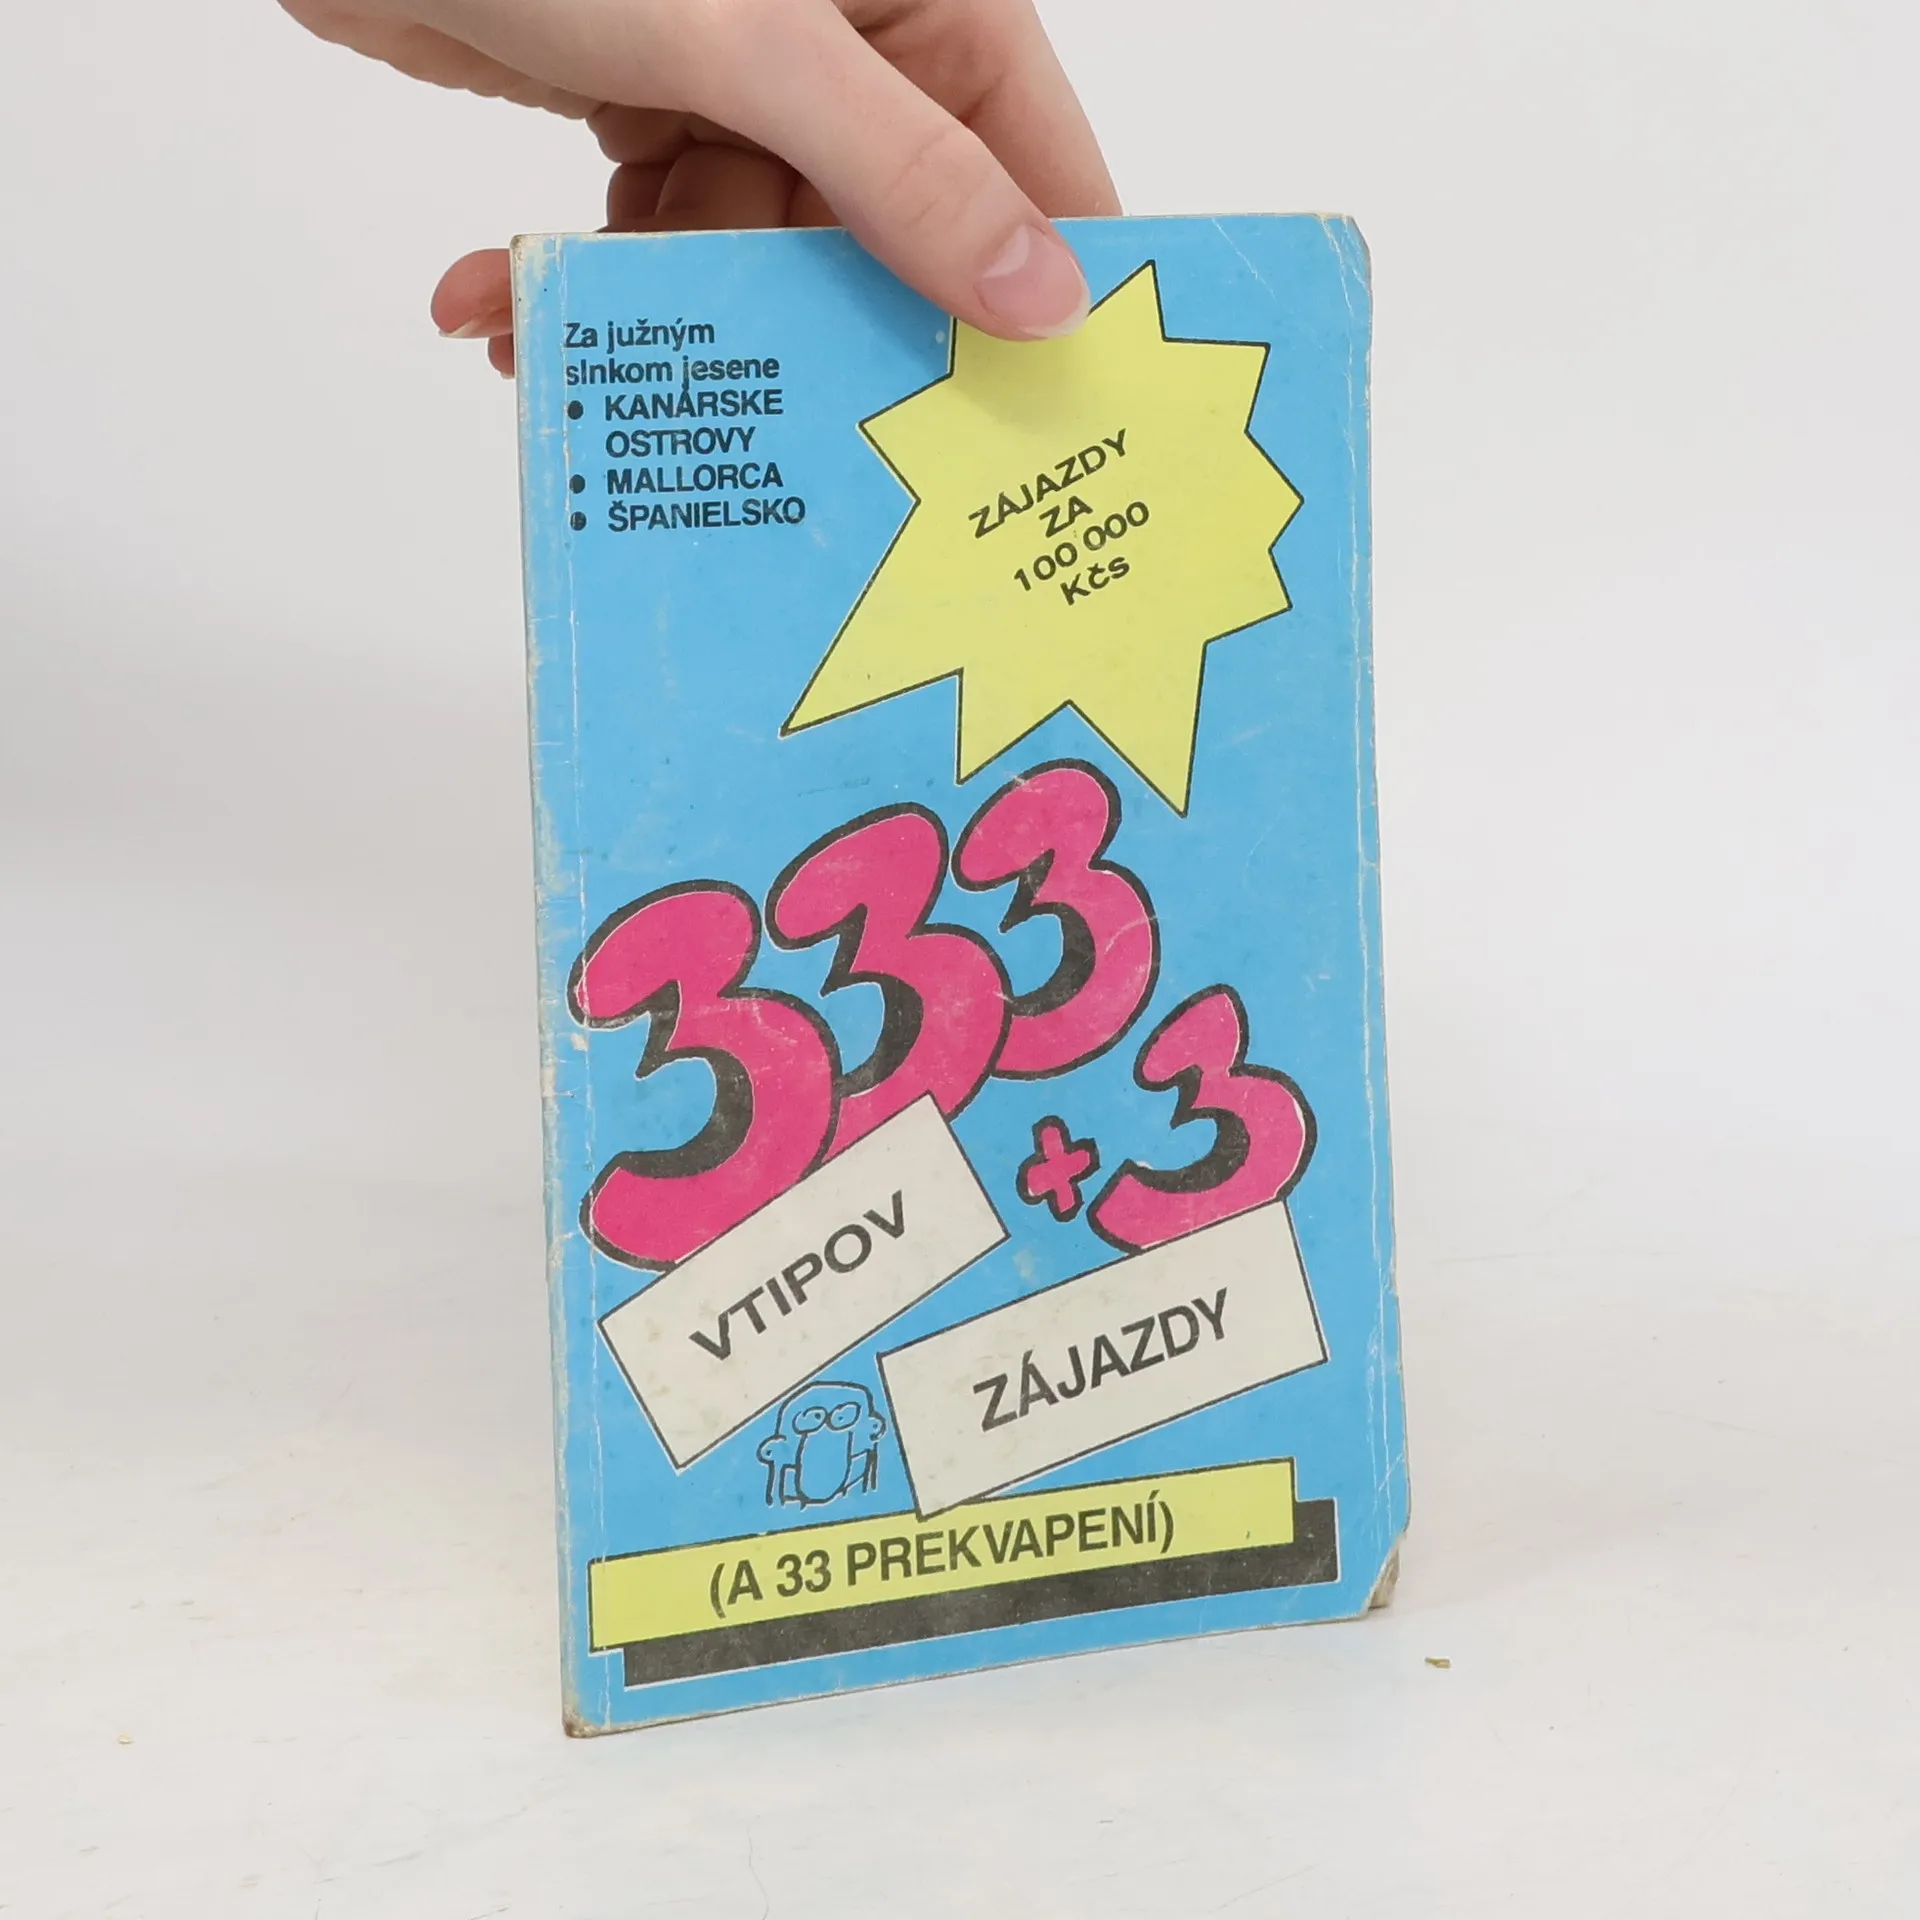 Za južným
slnkom jesene
• KANÁRSKE
OSTROVY
• MALLORCA
• ŠPANIELSKO
ZÁJAZDY
ZA
100 000
Kčs
333
+3
VTIPOV
ZÁJAZDY
(A 33 PREKVAPENÍ)